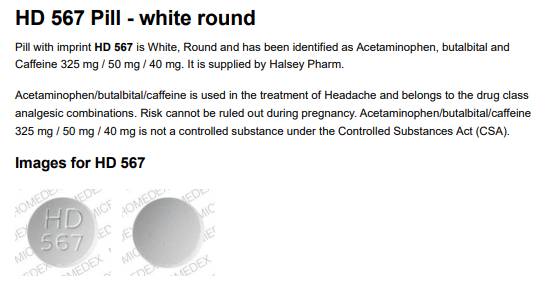 HD 567 Pill - white round
Pill with imprint HD 567 is White, Round and has been identified as Acetaminophen, butalbital and
Caffeine 325 mg / 50 mg / 40 mg. It is supplied by Halsey Pharm.
Acetaminophen/butalbital/caffeine is used in the treatment of Headache and belongs to the drug class
analgesic combinations. Risk cannot be ruled out during pregnancy. Acetaminophen/butalbital/caffeine
325 mg / 50 mg / 40 mg is not a controlled substance under the Controlled Substances Act (CSA).
Images for HD 567
HD
567